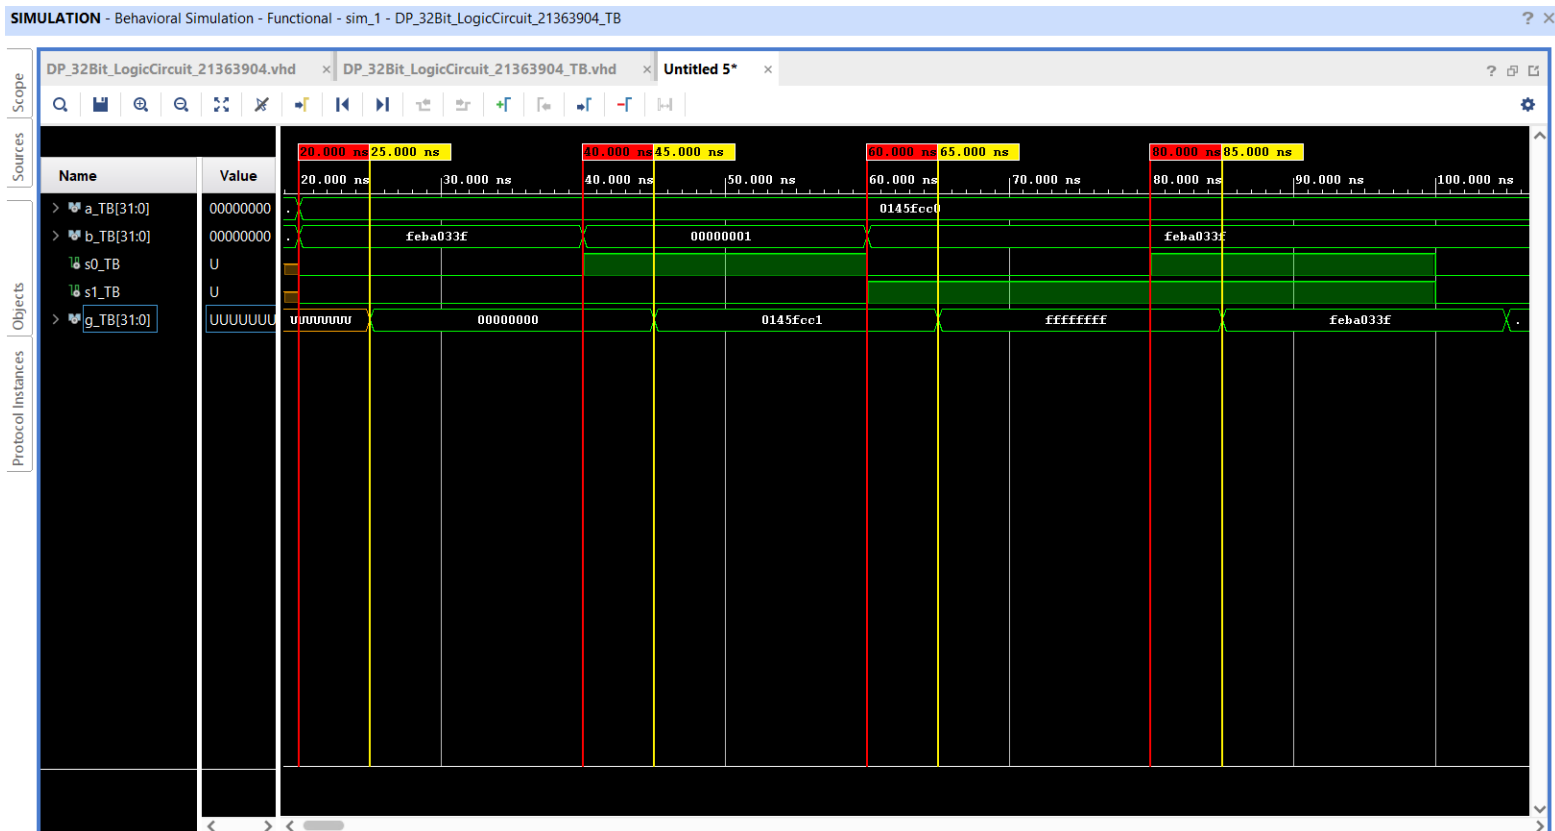 SIMULATION - Behavioral Simulation - Functional - sim_1 - DP_32Bit_LogicCircuit_21363904_TB ? ×
DP_32Bit_LogicCircuit_21363904.vhd × DP_32Bit_LogicCircuit_21363904_TB.vhd × Untitled 5* × ?
Scope
Sources
Objects
Protocol Instances
20.000 ns 25.000 ns 40.000 ns 45.000 ns 60.000 ns 65.000 ns 80.000 ns 85.000 ns
Name Value 20.000 ns 30.000 ns 40.000 ns 50.000 ns 60.000 ns 70.000 ns 80.000 ns 90.000 ns 100.000 ns
a_TB[31:0] 00000000 . 0145fcc0
b_TB[31:0] 00000000 . feba033f 00000001 feba033f
s0_TB U
s1_TB U
g_TB[31:0] UUUUUUU UUUUUUUU 00000000 0145fcc1 ffffffff feba033f .